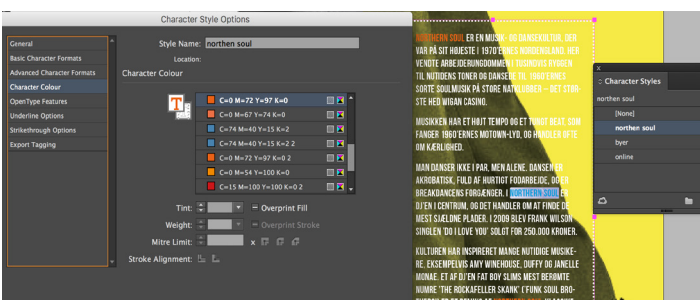 Character Style Options
General
Basic Character Formats
Advanced Character Formats
Character Colour
OpenType Features
Underline Options
Strikethrough Options
Export Tagging
Style Name: northen soul
Location:
Character Colour
C=0 M=72 Y=97 K=0
C=0 M=67 Y=74 K=0
C=74 M=40 Y=15 K=2
C=74 M=40 Y=15 K=2 2
C=0 M=72 Y=97 K=0 2
C=0 M=54 Y=100 K=0
C=15 M=100 Y=100 K=0 2
Tint:
Overprint Fill
Weight:
Overprint Stroke
Mitre Limit: x
Stroke Alignment:
NORTHERN SOUL ER EN MUSIK- OG DANSEKULTUR, DER
VAR PÅ SIT HØJESTE I 1970'ERNES NORDENGLAND. HER
VENDTE ARBEJDERUNGDOMMEN TUSINDVIS RYGGEN
TIL NUTIDENS TONER OG DANSEDE TIL 1960'ERNES
SORTE SOULMUSIK PÅ STORE NATKLUBBER – DET STØR-
STE HED WIGAN CASINO.
MUSIKKEN HAR ET HØJT TEMPO OG ET TUNGT BEAT, SOM
FANGER 1960'ERNES MOTOWN-LYD, OG HANDLER OFTE
OM KÆRLIGHED.
MAN DANSER IKKE I PAR, MEN ALENE. DANSEN ER
AKROBATISK, FULD AF HURTIGT FODARBEJDE, OG ER
BREAKDANCENS FORGÆNGER. I NORTHERN SOUL ER
DJ'EN I CENTRUM, OG DET HANDLER OM AT FINDE DE
MEST SJÆLDNE PLADER. I 2009 BLEV FRANK WILSON
SINGLEN 'DO I LOVE YOU' SOLGT FOR 250.000 KRONER.
KULTUREN HAR INSPIRERET MANGE NUTIDIGE MUSIKE-
RE, EKSEMPELVIS AMY WINEHOUSE, DUFFY OG JANELLE
MONAE. ET AF DJ'EN FAT BOY SLIMS MEST BERØMTE
NUMRE 'THE ROCKAFELLER SKANK' ('FUNK SOUL BRO-
x
Character Styles
northen soul
[None]
northen soul
byer
online